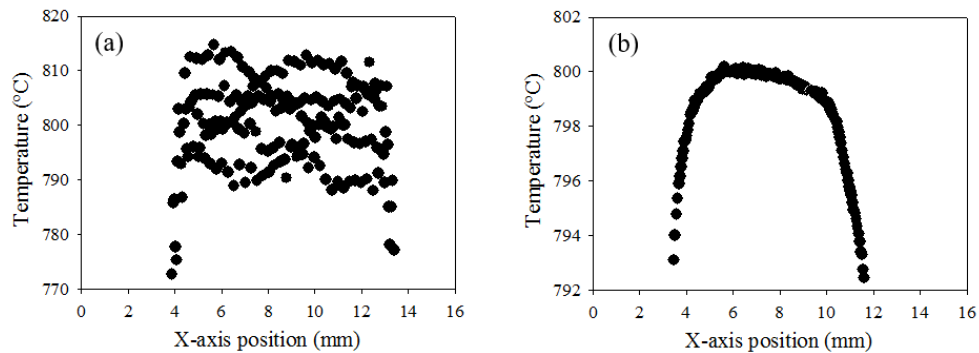 (a)
Temperature (°C)
820
810
800
790
780
770
0 2 4 6 8 10 12 14 16
X-axis position (mm)
(b)
Temperature (°C)
802
800
798
796
794
792
0 2 4 6 8 10 12 14 16
X-axis position (mm)